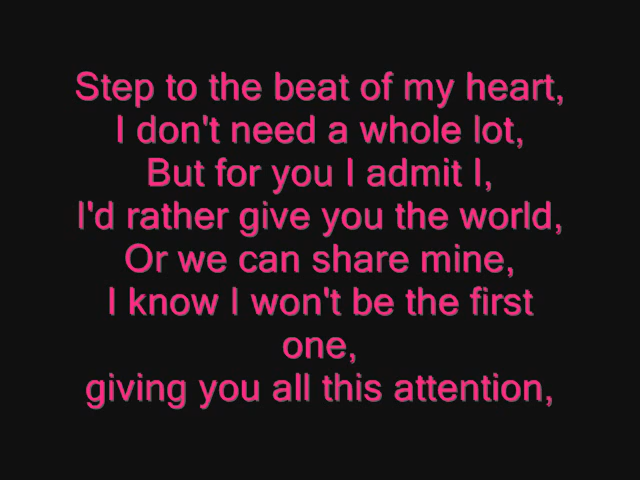 Step to the beat of my heart,
I don't need a whole lot,
But for you I admit I,
I'd rather give you the world,
Or we can share mine,
I know I won't be the first
one,
giving you all this attention,